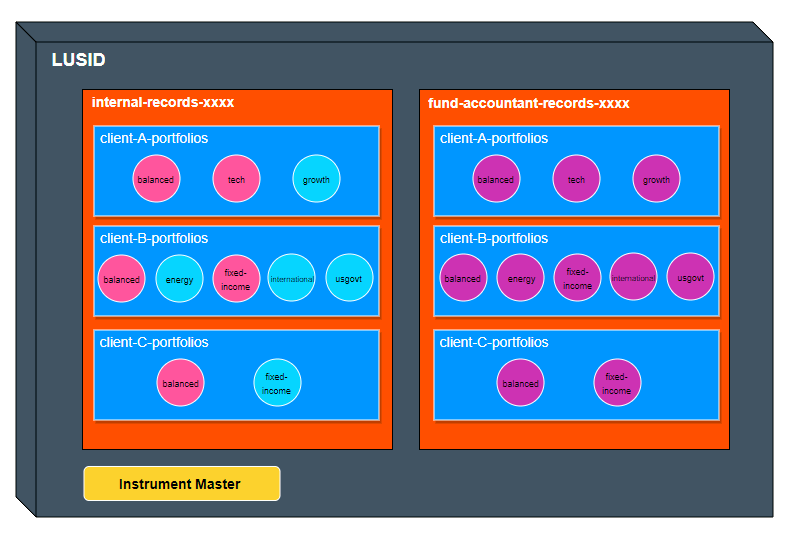 LUSID
internal-records-xxxx
client-A-portfolios
balanced
tech
growth
client-B-portfolios
balanced
energy
fixed-
income
international
usgovt
client-C-portfolios
balanced
fixed-
income
fund-accountant-records-xxxx
client-A-portfolios
balanced
tech
growth
client-B-portfolios
balanced
energy
fixed-
income
international
usgovt
client-C-portfolios
balanced
fixed-
income
Instrument Master